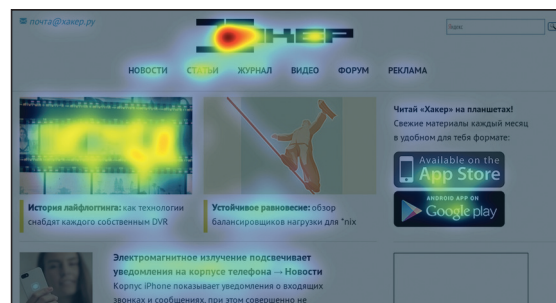 почта@хакер.ру
Хакер
НОВОСТИ СТАТЬИ ЖУРНАЛ ВИДЕО ФОРУМ РЕКЛАМА
История лайфлоггинга: как технологии
снабдят каждого собственным DVR
Устойчивое равновесие: обзор
балансировщиков нагрузки для *nix
Читай «Хакер» на планшетах!
Свежие материалы каждый месяц
в удобном для тебя формате:
Available on the
App Store
ANDROID APP ON
Google play
Электромагнитное излучение подсвечивает
уведомления на корпусе телефона → Новости
Корпус iPhone показывает уведомления о входящих
звонках и сообщениях, при этом совершенно не